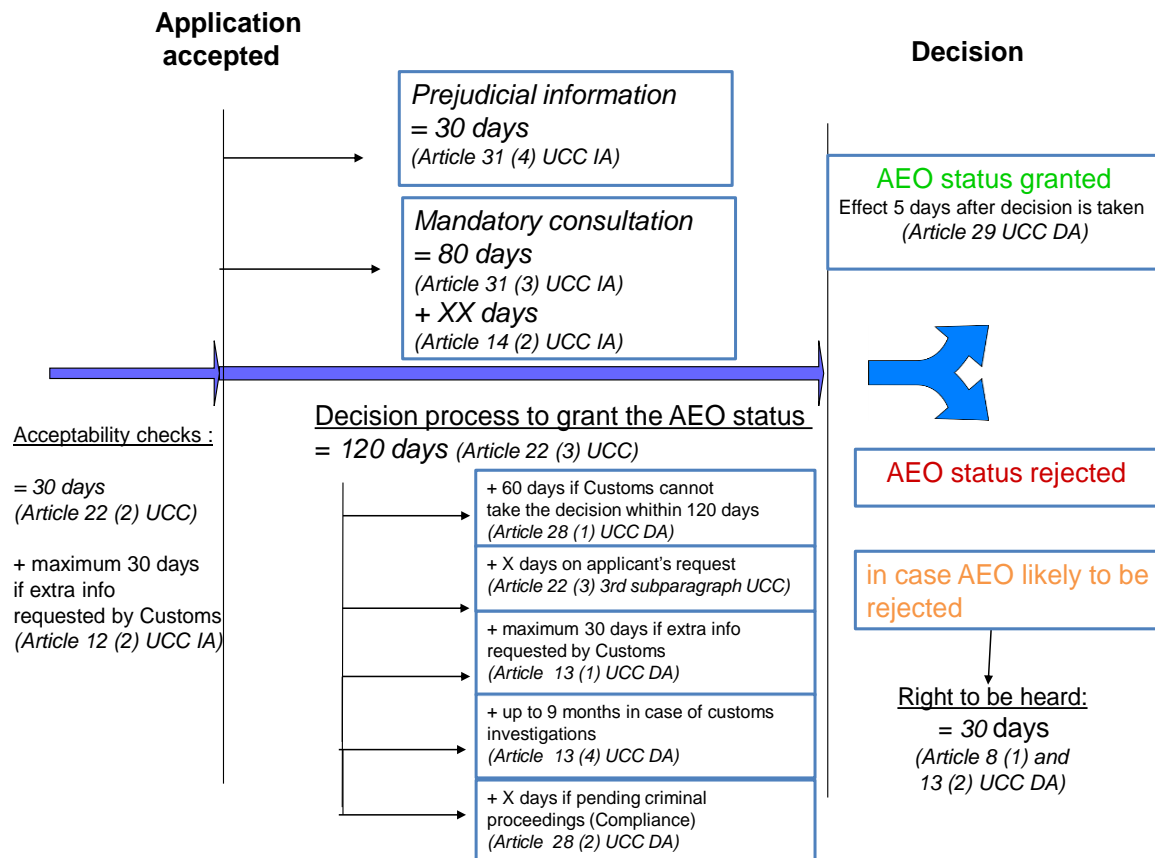 Application
accepted
Decision
Prejudicial information
= 30 days
(Article 31 (4) UCC IA)
Mandatory consultation
= 80 days
(Article 31 (3) UCC IA)
+ XX days
(Article 14 (2) UCC IA)
AEO status granted
Effect 5 days after decision is taken
(Article 29 UCC DA)
Acceptability checks :
= 30 days
(Article 22 (2) UCC)
+ maximum 30 days
if extra info
requested by Customs
(Article 12 (2) UCC IA)
Decision process to grant the AEO status
= 120 days (Article 22 (3) UCC)
+ 60 days if Customs cannot
take the decision whithin 120 days
(Article 28 (1) UCC DA)
+ X days on applicant's request
(Article 22 (3) 3rd subparagraph UCC)
+ maximum 30 days if extra info
requested by Customs
(Article 13 (1) UCC DA)
+ up to 9 months in case of customs
investigations
(Article 13 (4) UCC DA)
+ X days if pending criminal
proceedings (Compliance)
(Article 28 (2) UCC DA)
AEO status rejected
in case AEO likely to be
rejected
Right to be heard:
= 30 days
(Article 8 (1) and
13 (2) UCC DA)